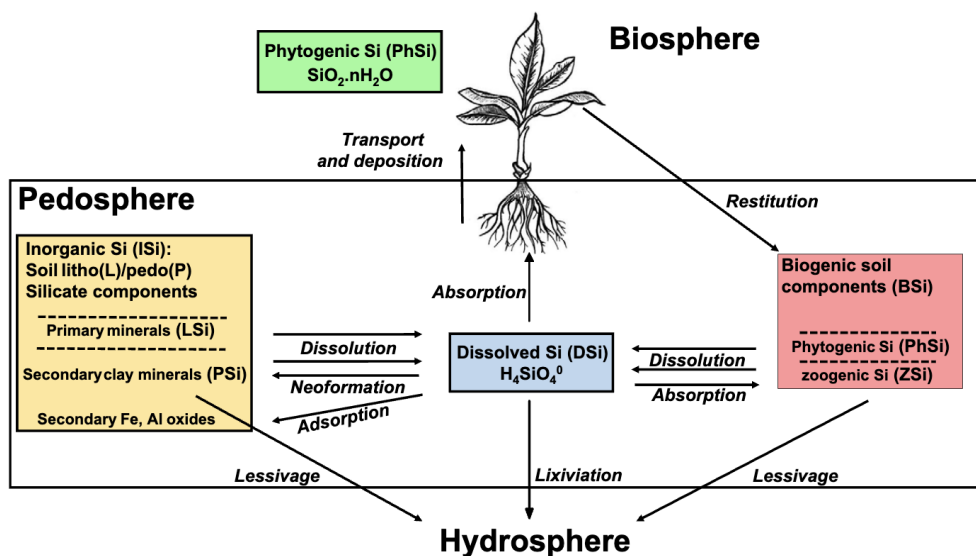 Biosphere
Phytogenic Si (PhSi)
SiO₂.nH₂O
Transport
and deposition
Pedosphere
Restitution
Inorganic Si (ISi):
Soil litho(L)/pedo(P)
Silicate components
Primary minerals (LSi)
Secondary clay minerals (PSi)
Secondary Fe, Al oxides
Absorption
Dissolution
Neoformation
Adsorption
Dissolved Si (DSi)
H₄SiO₄⁰
Dissolution
Absorption
Biogenic soil
components (BSi)
Phytogenic Si (PhSi)
zoogenic Si (ZSi)
Lessivage
Lixiviation
Lessivage
Hydrosphere